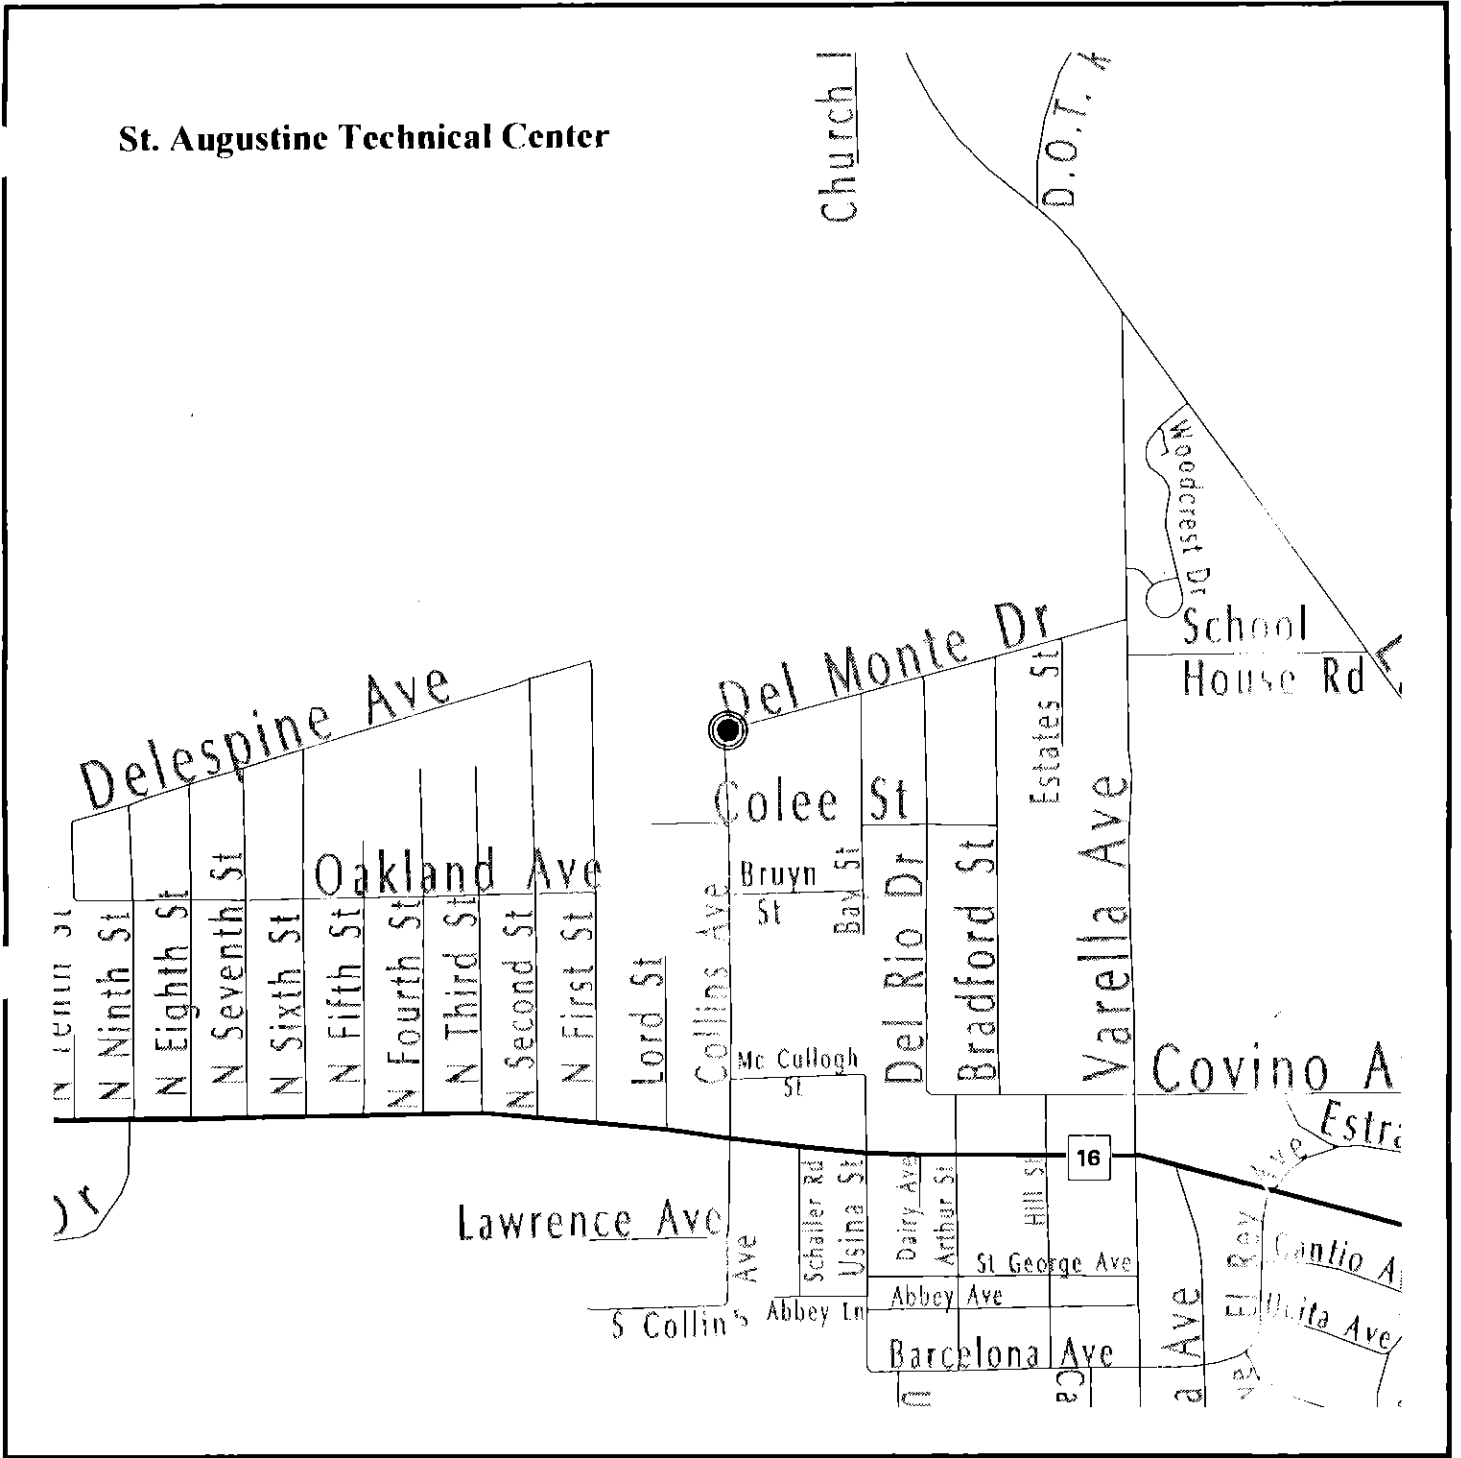 St. Augustine Technical Center
Church
D.O.T.
Woodcrest Dr
School
House Rd
Del Monte Dr
Delespine Ave
Estates St
Colee St
Oakland Ave
Bruyn
St
Bay St
Del Rio Dr
Bradford St
Varella Ave
N Ninth St
N Eighth St
N Seventh St
N Sixth St
N Fifth St
N Fourth St
N Third St
N Second St
N First St
Lord St
Collins Ave
Mc Cullogh
St
Covino A
16
Dr
Lawrence Ave
Schaller Rd
Usina St
Dairy Ave
Arthur St
Hill St
El Rey Ave
St George Ave
Abbey Ave
S Collins Ave
Abbey Ln
Barcelona Ave
a Ave
Ca